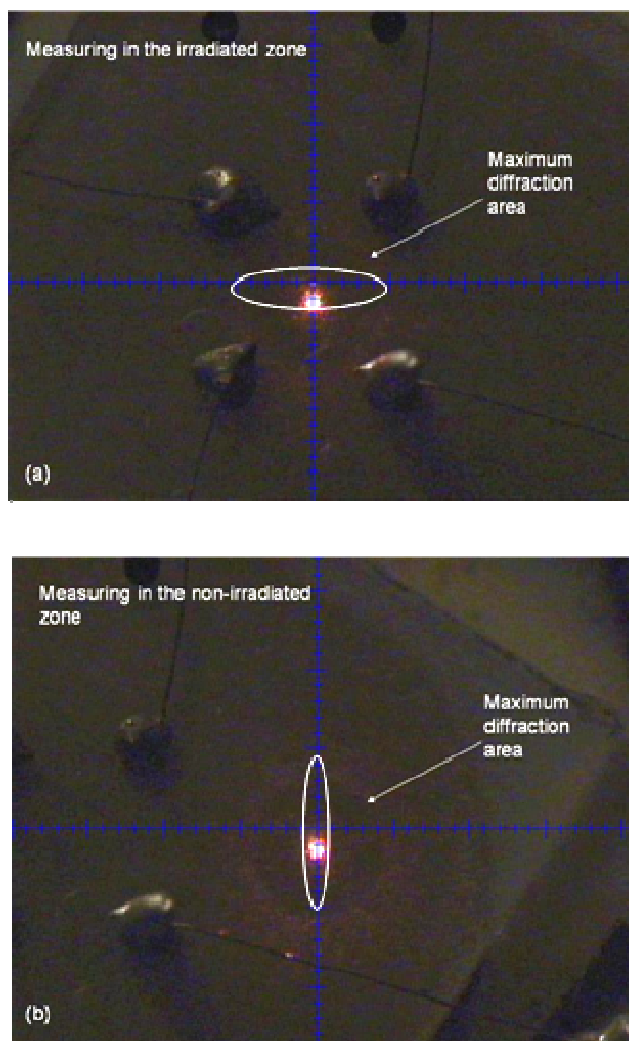 Measuring in the irradiated zone
Maximum
diffraction
area
(a)
Measuring in the non-irradiated
zone
Maximum
diffraction
area
(b)